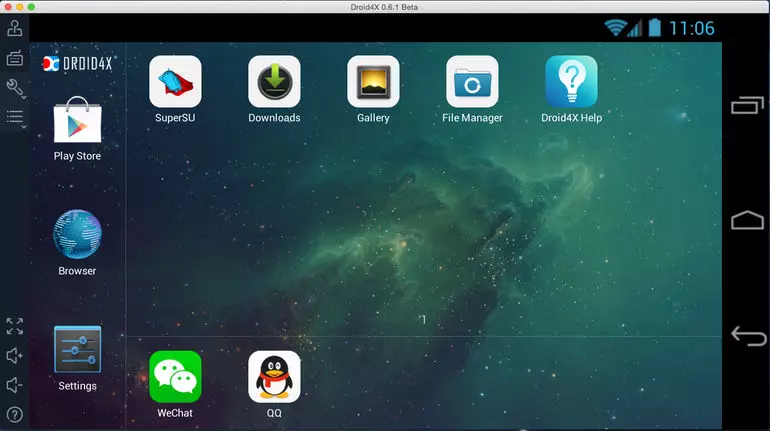 Droid4X 0.6.1 Beta
11:06
DROID4X
SuperSU
Downloads
Gallery
File Manager
Droid4X Help
Play Store
Browser
Settings
1
WeChat
QQ